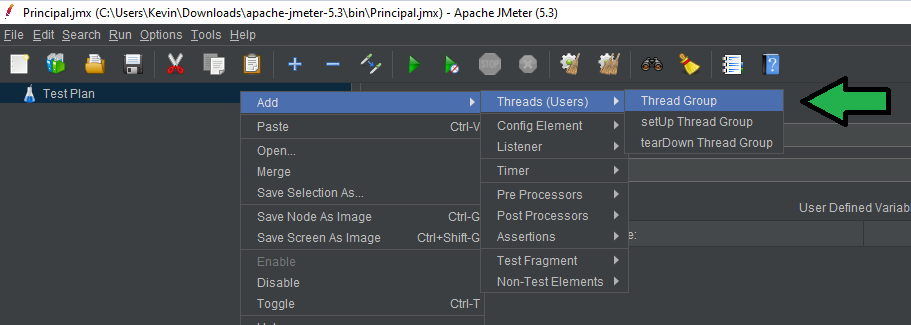 Principal.jmx (C:\Users\Kevin\Downloads\apache-jmeter-5.3\bin\Principal.jmx) - Apache JMeter (5.3)
File Edit Search Run Options Tools Help
Test Plan
Add
Paste Ctrl-V
Open...
Merge
Save Selection As...
Save Node As Image Ctrl-G
Save Screen As Image Ctrl+Shift-G
Enable
Disable
Toggle Ctrl-T
Threads (Users)
Config Element
Listener
Timer
Pre Processors
Post Processors
Assertions
Test Fragment
Non-Test Elements
Thread Group
setUp Thread Group
tearDown Thread Group
User Defined Variab
e: